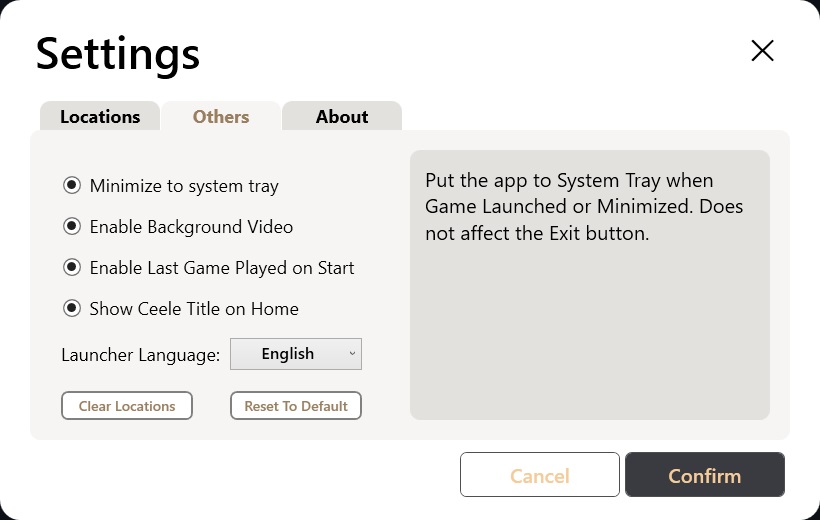 Settings
Locations
Others
About
Minimize to system tray
Enable Background Video
Enable Last Game Played on Start
Show Ceele Title on Home
Launcher Language:
English
Clear Locations
Reset To Default
Put the app to System Tray when
Game Launched or Minimized. Does
not affect the Exit button.
Cancel
Confirm